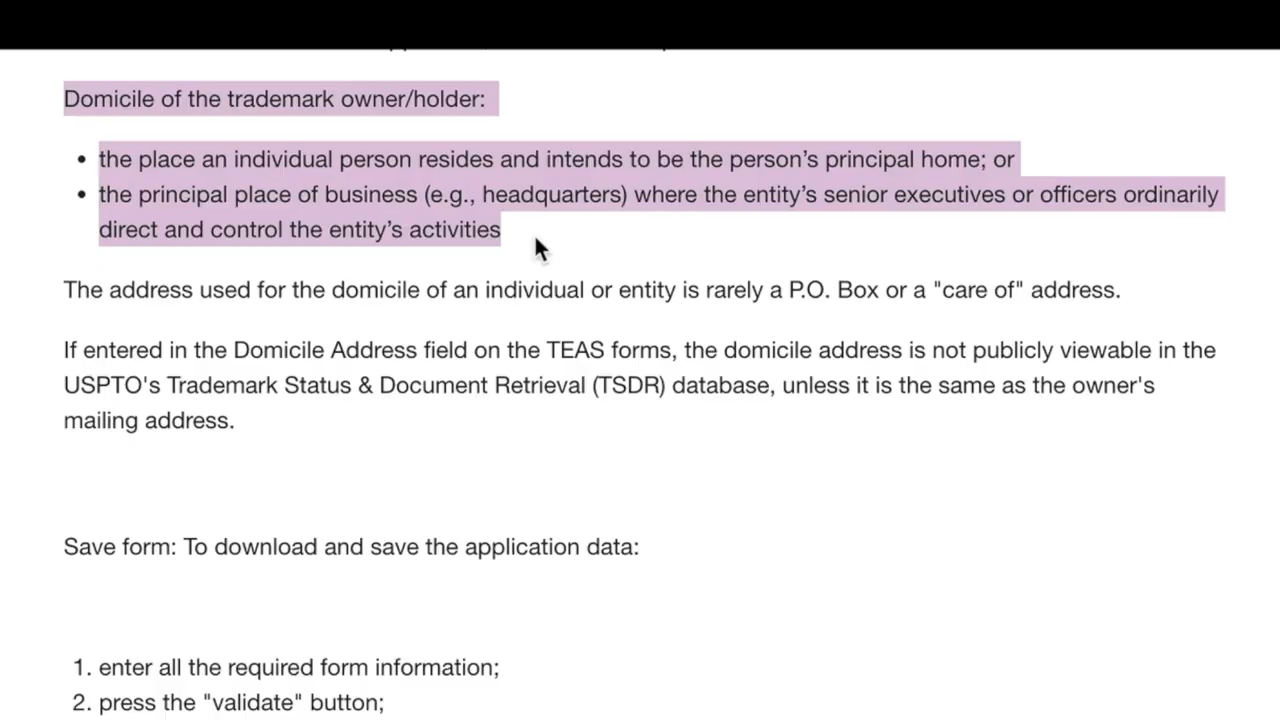 Domicile of the trademark owner/holder:
• the place an individual person resides and intends to be the person’s principal home; or
• the principal place of business (e.g., headquarters) where the entity’s senior executives or officers ordinarily
direct and control the entity’s activities
The address used for the domicile of an individual or entity is rarely a P.O. Box or a "care of" address.
If entered in the Domicile Address field on the TEAS forms, the domicile address is not publicly viewable in the
USPTO's Trademark Status & Document Retrieval (TSDR) database, unless it is the same as the owner's
mailing address.
Save form: To download and save the application data:
1. enter all the required form information;
2. press the "validate" button;